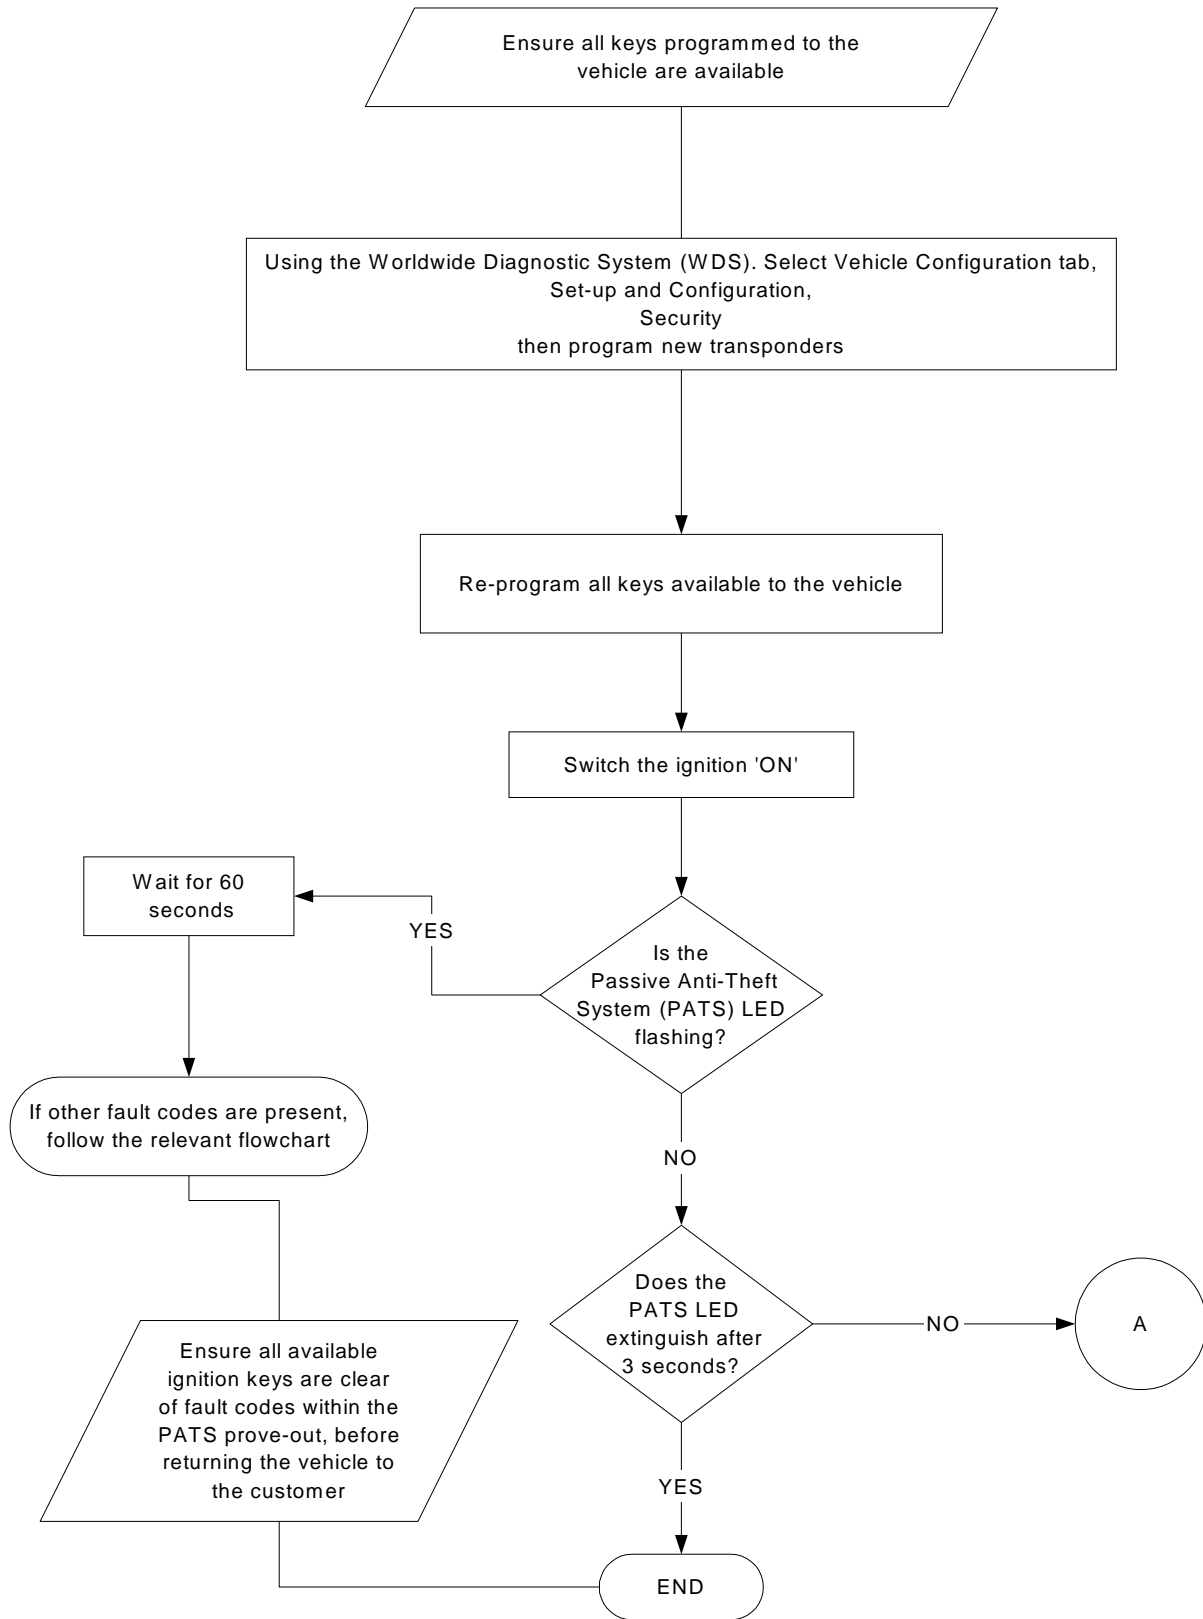 Ensure all keys programmed to the
vehicle are available
Using the Worldwide Diagnostic System (WDS). Select Vehicle Configuration tab,
Set-up and Configuration,
Security
then program new transponders
Re-program all keys available to the vehicle
Switch the ignition 'ON'
Wait for 60
seconds
YES
Is the
Passive Anti-Theft
System (PATS) LED
flashing?
If other fault codes are present,
follow the relevant flowchart
NO
Does the
PATS LED
extinguish after
3 seconds?
NO
A
Ensure all available
ignition keys are clear
of fault codes within the
PATS prove-out, before
returning the vehicle to
the customer
YES
END